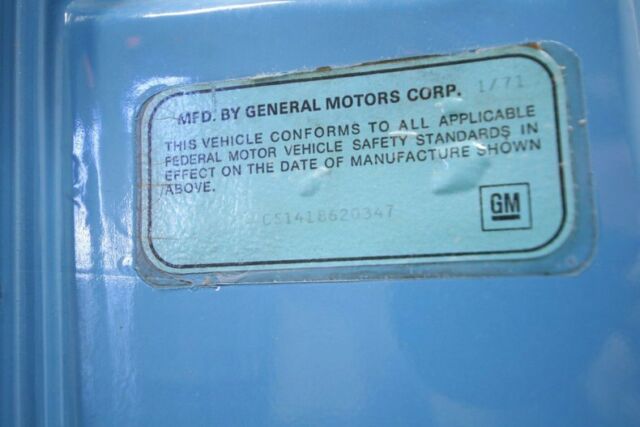 MFD. BY GENERAL MOTORS CORP. 1/71
THIS VEHICLE CONFORMS TO ALL APPLICABLE
FEDERAL MOTOR VEHICLE SAFETY STANDARDS IN
EFFECT ON THE DATE OF MANUFACTURE SHOWN
ABOVE.
CS141B620347
GM